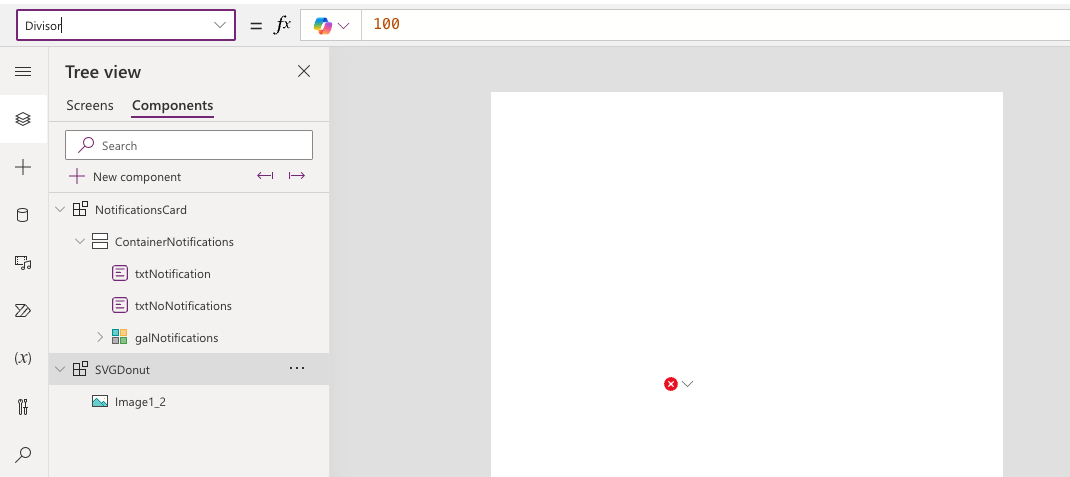 Divisor = fx 100
Tree view
Screens Components
Search
New component
NotificationsCard
ContainerNotifications
txtNotification
txtNoNotifications
galNotifications
SVGDonut ...
Image1_2
(x)